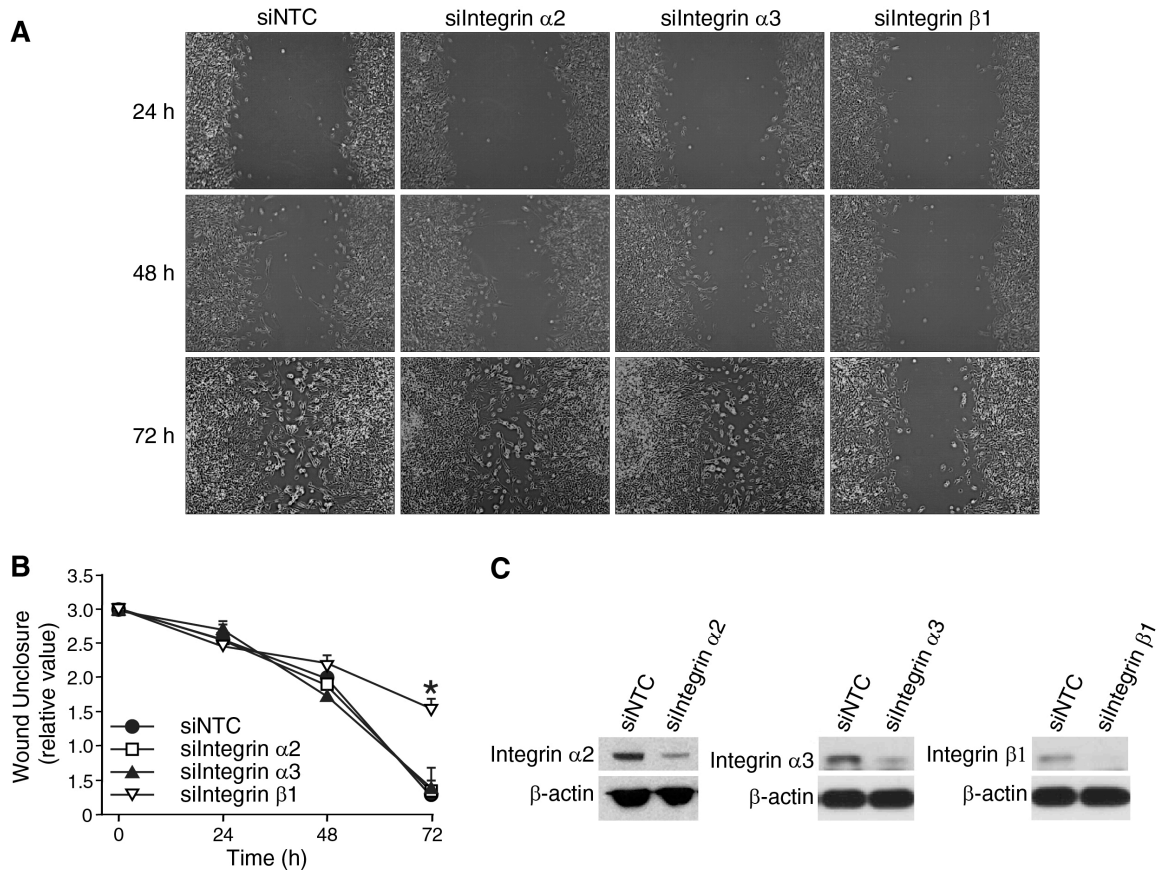 A
siNTC
siIntegrin α2
siIntegrin α3
siIntegrin β1
24 h
48 h
72 h
B
Wound Unclosure
(relative value)
3.5
3.0
2.5
2.0
1.5
1.0
1.5
0
siNTC
siIntegrin α2
siIntegrin α3
siIntegrin β1
*
0
24
48
72
Time (h)
C
siNTC
siIntegrin α2
Integrin α2
β-actin
siNTC
siIntegrin α3
Integrin α3
β-actin
siNTC
siIntegrin β1
Integrin β1
β-actin